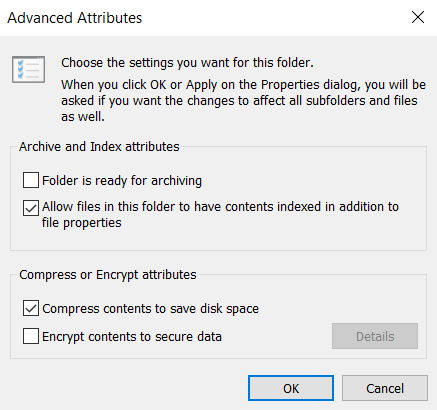 Advanced Attributes
Choose the settings you want for this folder.
When you click OK or Apply on the Properties dialog, you will be
asked if you want the changes to affect all subfolders and files
as well.
Archive and Index attributes
Folder is ready for archiving
Allow files in this folder to have contents indexed in addition to
file properties
Compress or Encrypt attributes
Compress contents to save disk space
Encrypt contents to secure data
Details
OK
Cancel